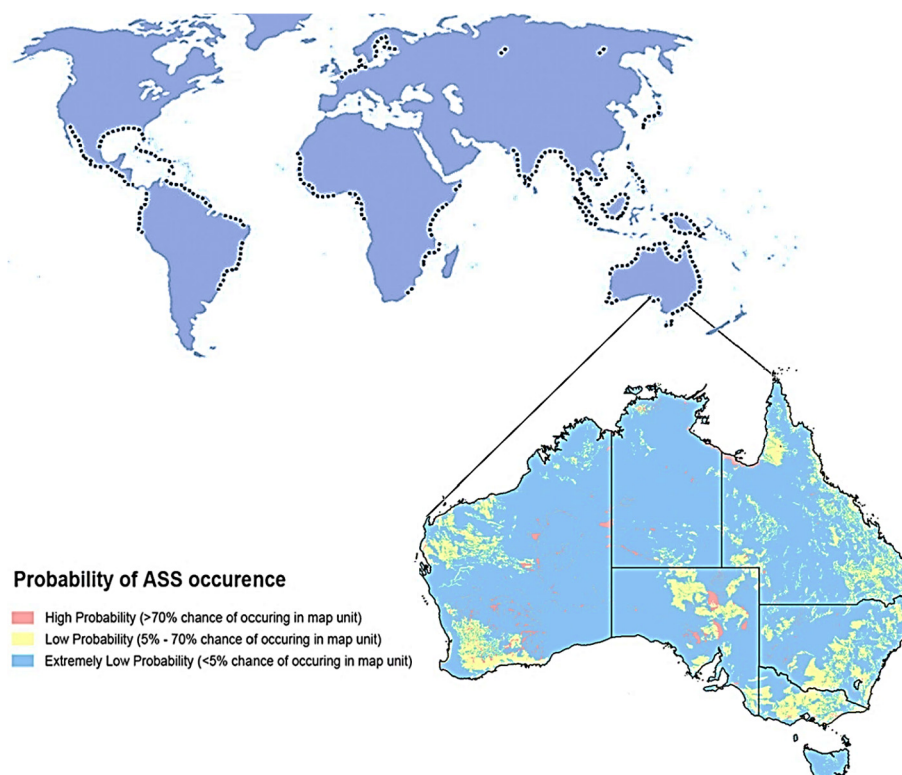 Probability of ASS occurence
High Probability (>70% chance of occuring in map unit)
Low Probability (5% - 70% chance of occuring in map unit)
Extremely Low Probability (<5% chance of occuring in map unit)